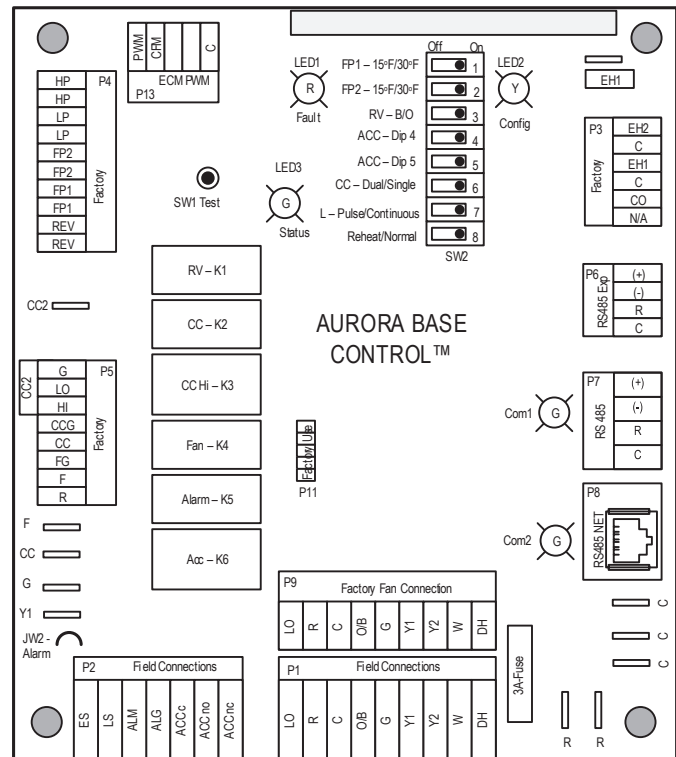 PWM
CFM
C
ECM PWM
P13
P4
HP
HP
LP
LP
FP2
FP2
FP1
FP1
REV
REV
Factory
SW1 Test
LED1
R
Fault
LED3
G
Status
Off On
FP1 – 15°F/30°F 1
FP2 – 15°F/30°F 2
RV – B/O 3
ACC – Dip 4 4
ACC – Dip 5 5
CC – Dual/Single 6
L – Pulse/Continuous 7
Reheat/Normal 8
SW2
LED2
Y
Config
EH1
P3
EH2
C
EH1
C
CO
N/A
Factory
CC2
RV – K1
CC – K2
CC Hi – K3
Fan – K4
Alarm – K5
Acc – K6
AURORA BASE
CONTROL™
P6
RS485 Exp
(+)
(-)
R
C
CC2
P5
G
LO
HI
CCG
CC
FG
F
R
Factory
Factory Use
P11
Com1
G
P7
RS 485
(+)
(-)
R
C
Com2
G
P8
RS485 NET
F
CC
G
Y1
JW2 -
Alarm
P9
Factory Fan Connection
LO
R
C
O/B
G
Y1
Y2
W
DH
P2
Field Connections
ES
LS
ALM
ALG
ACC c
ACC no
ACC nc
P1
Field Connections
LO
R
C
O/B
G
Y1
Y2
W
DH
3A-Fuse
C
C
C
R
R